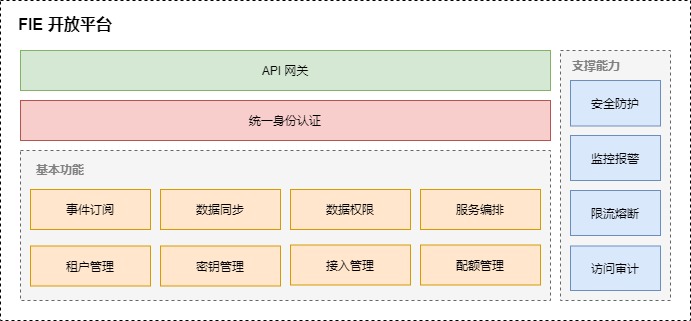 FIE 开放平台
API 网关
统一身份认证
基本功能
事件订阅
数据同步
数据权限
服务编排
租户管理
密钥管理
接入管理
配额管理
支撑能力
安全防护
监控报警
限流熔断
访问审计